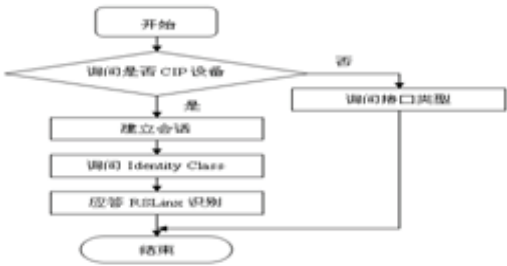 开始
询问是否 CIP 设备
否
是
询问接口类型
建立会话
询问 Identity Class
应答 RSLinx 识别
结束